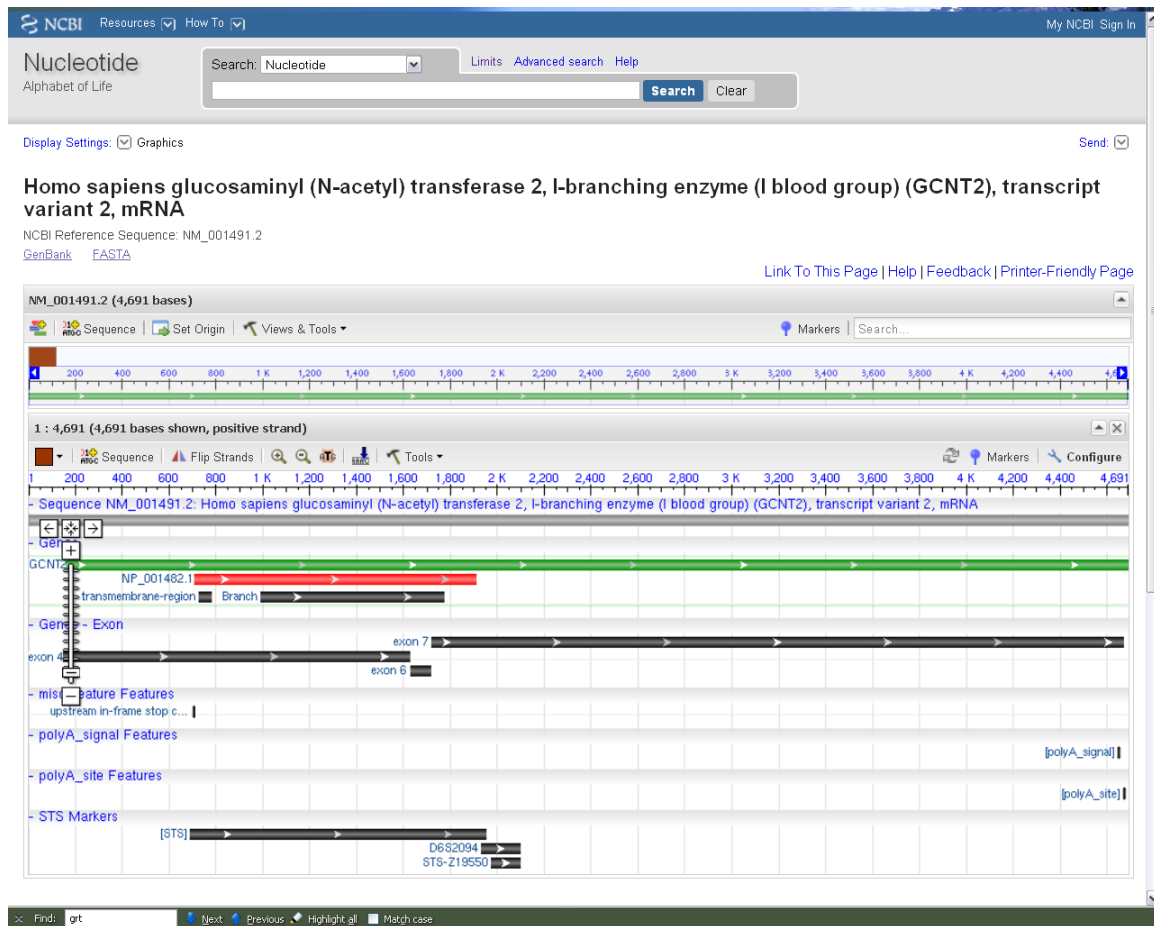 NCBI Resources How To My NCBI Sign In
Nucleotide
Alphabet of Life
Search: Nucleotide Limits Advanced search Help
Search Clear
Display Settings: Graphics Send:
Homo sapiens glucosaminyl (N-acetyl) transferase 2, I-branching enzyme (I blood group) (GCNT2), transcript
variant 2, mRNA
NCBI Reference Sequence: NM_001491.2
GenBank FASTA
Link To This Page | Help | Feedback | Printer-Friendly Page
NM_001491.2 (4,691 bases)
Sequence Set Origin Views & Tools Markers Search...
200 400 600 800 1 K 1,200 1,400 1,600 1,800 2 K 2,200 2,400 2,600 2,800 3 K 3,200 3,400 3,600 3,800 4 K 4,200 4,400
1 : 4,691 (4,691 bases shown, positive strand)
ATGC Sequence Flip Strands Tools Markers Configure
1 200 400 600 800 1 K 1,200 1,400 1,600 1,800 2 K 2,200 2,400 2,600 2,800 3 K 3,200 3,400 3,600 3,800 4 K 4,200 4,400 4,691
- Sequence NM_001491.2: Homo sapiens glucosaminyl (N-acetyl) transferase 2, I-branching enzyme (I blood group) (GCNT2), transcript variant 2, mRNA
GCNT2
NP_001482.1
transmembrane-region Branch
- Exon
exon 7
exon 4
exon 6
Features
upstream in-frame stop c...
- polyA_signal Features
[polyA_signal]
- polyA_site Features
[polyA_site]
- STS Markers
[STS]
D6S2094
STS-Z19550
Find: grt Next Previous Highlight all Match case